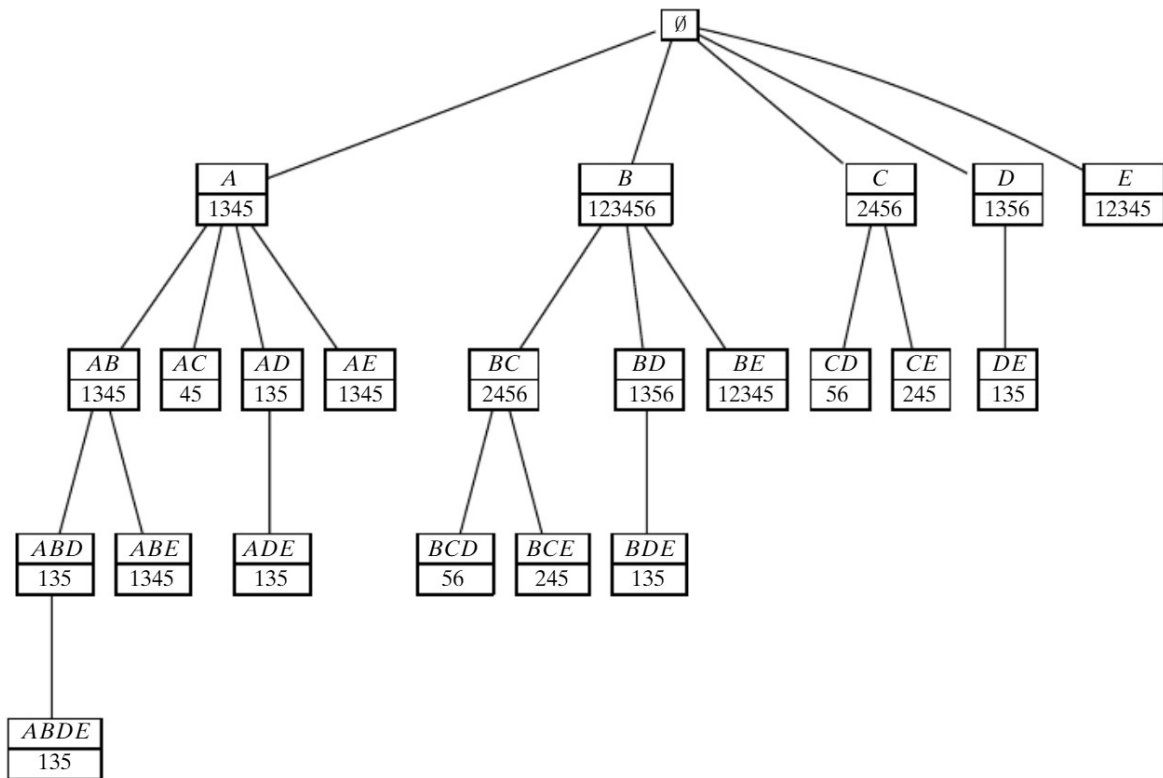 ∅
A B C D E
1345 123456 2456 1356 12345
AB AC AD AE BC BD BE CD CE DE
1345 45 135 1345 2456 1356 12345 56 245 135
ABD ABE ADE BCD BCE BDE
135 1345 135 56 245 135
ABDE
135